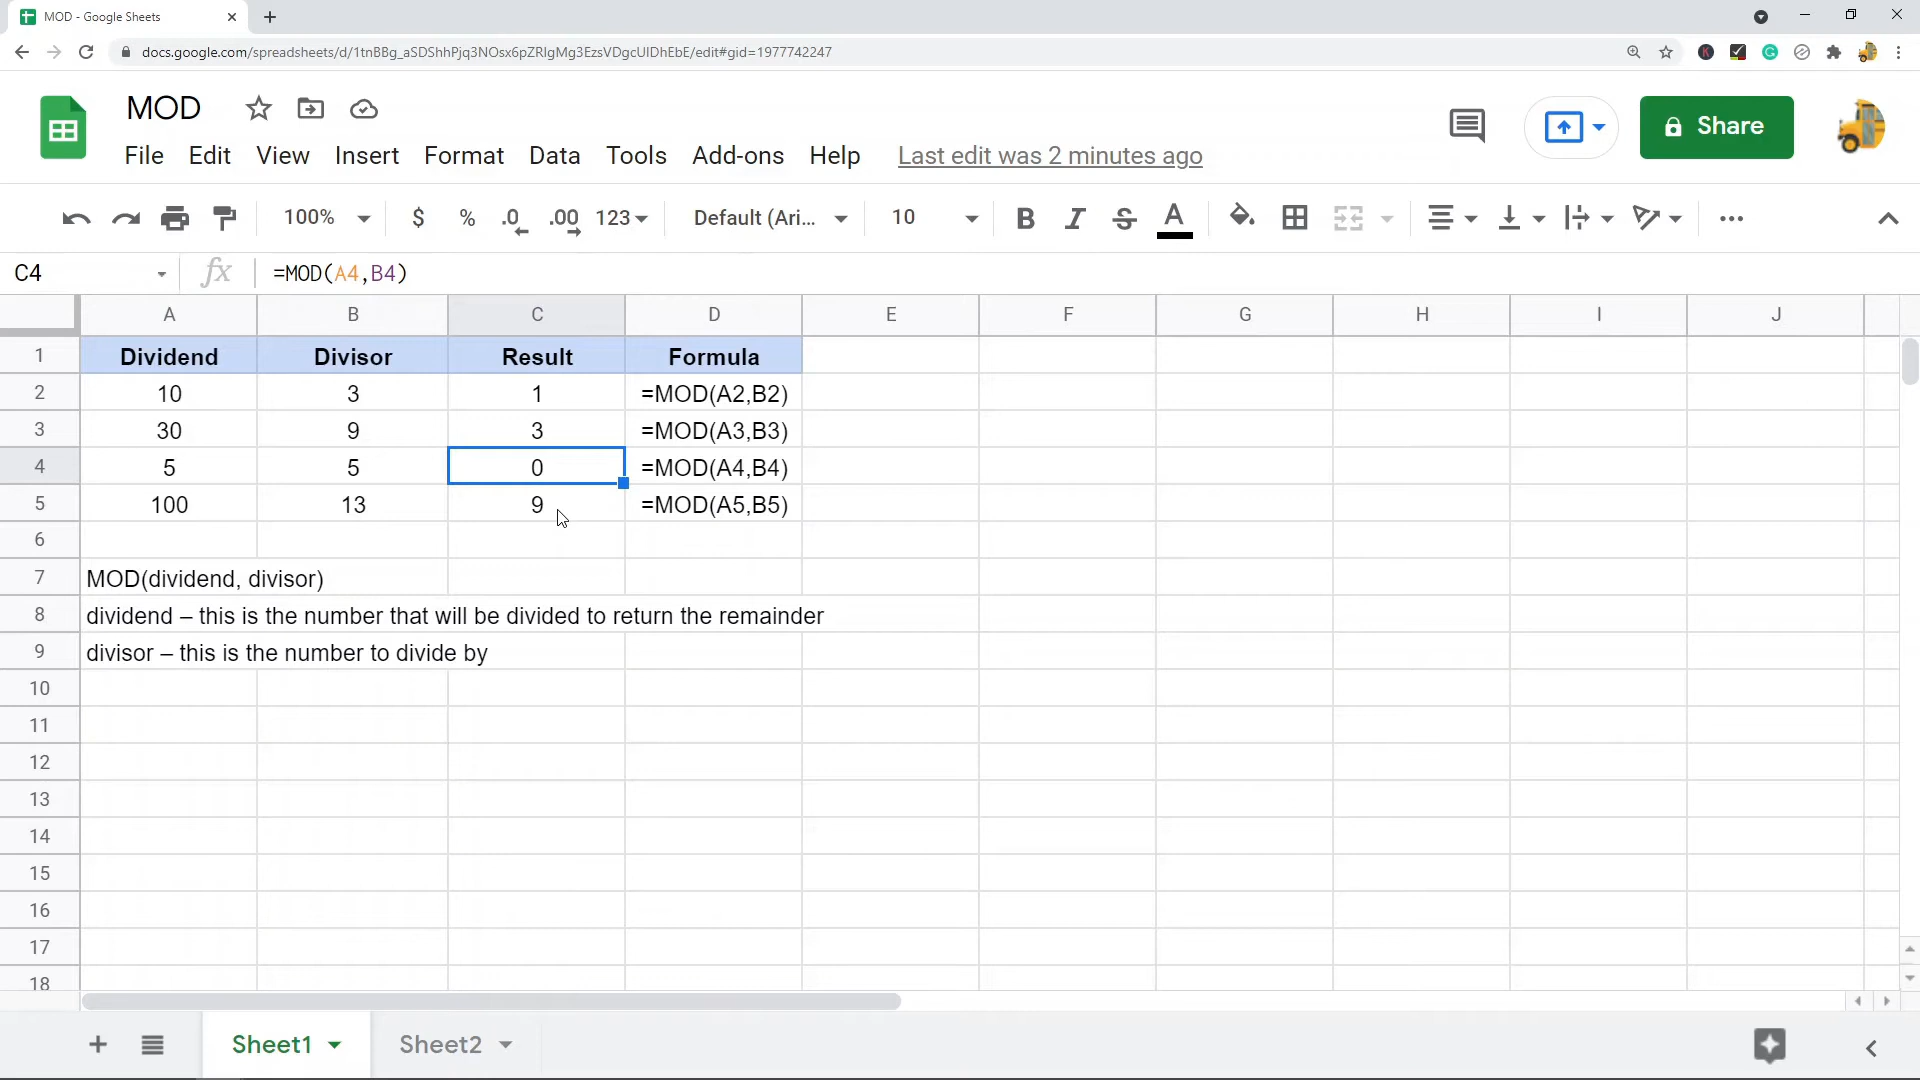 MOD - Google Sheets
docs.google.com/spreadsheets/d/1tnBBg_aSDShhPjq3NOsx6pZRIgMg3EzsVDgcUIDhEbE/edit#gid=1977742247
MOD
Share
File Edit View Insert Format Data Tools Add-ons Help Last edit was 2 minutes ago
100% $ % .0 .00 123 Default (Ari... 10 B I S A
C4 fx =MOD(A4,B4)
A B C D E F G H I J
1 Dividend Divisor Result Formula
2 10 3 1 =MOD(A2,B2)
3 30 9 3 =MOD(A3,B3)
4 5 5 0 =MOD(A4,B4)
5 100 13 9 =MOD(A5,B5)
6
7 MOD(dividend, divisor)
8 dividend – this is the number that will be divided to return the remainder
9 divisor – this is the number to divide by
10
11
12
13
14
15
16
17
18
Sheet1 Sheet2